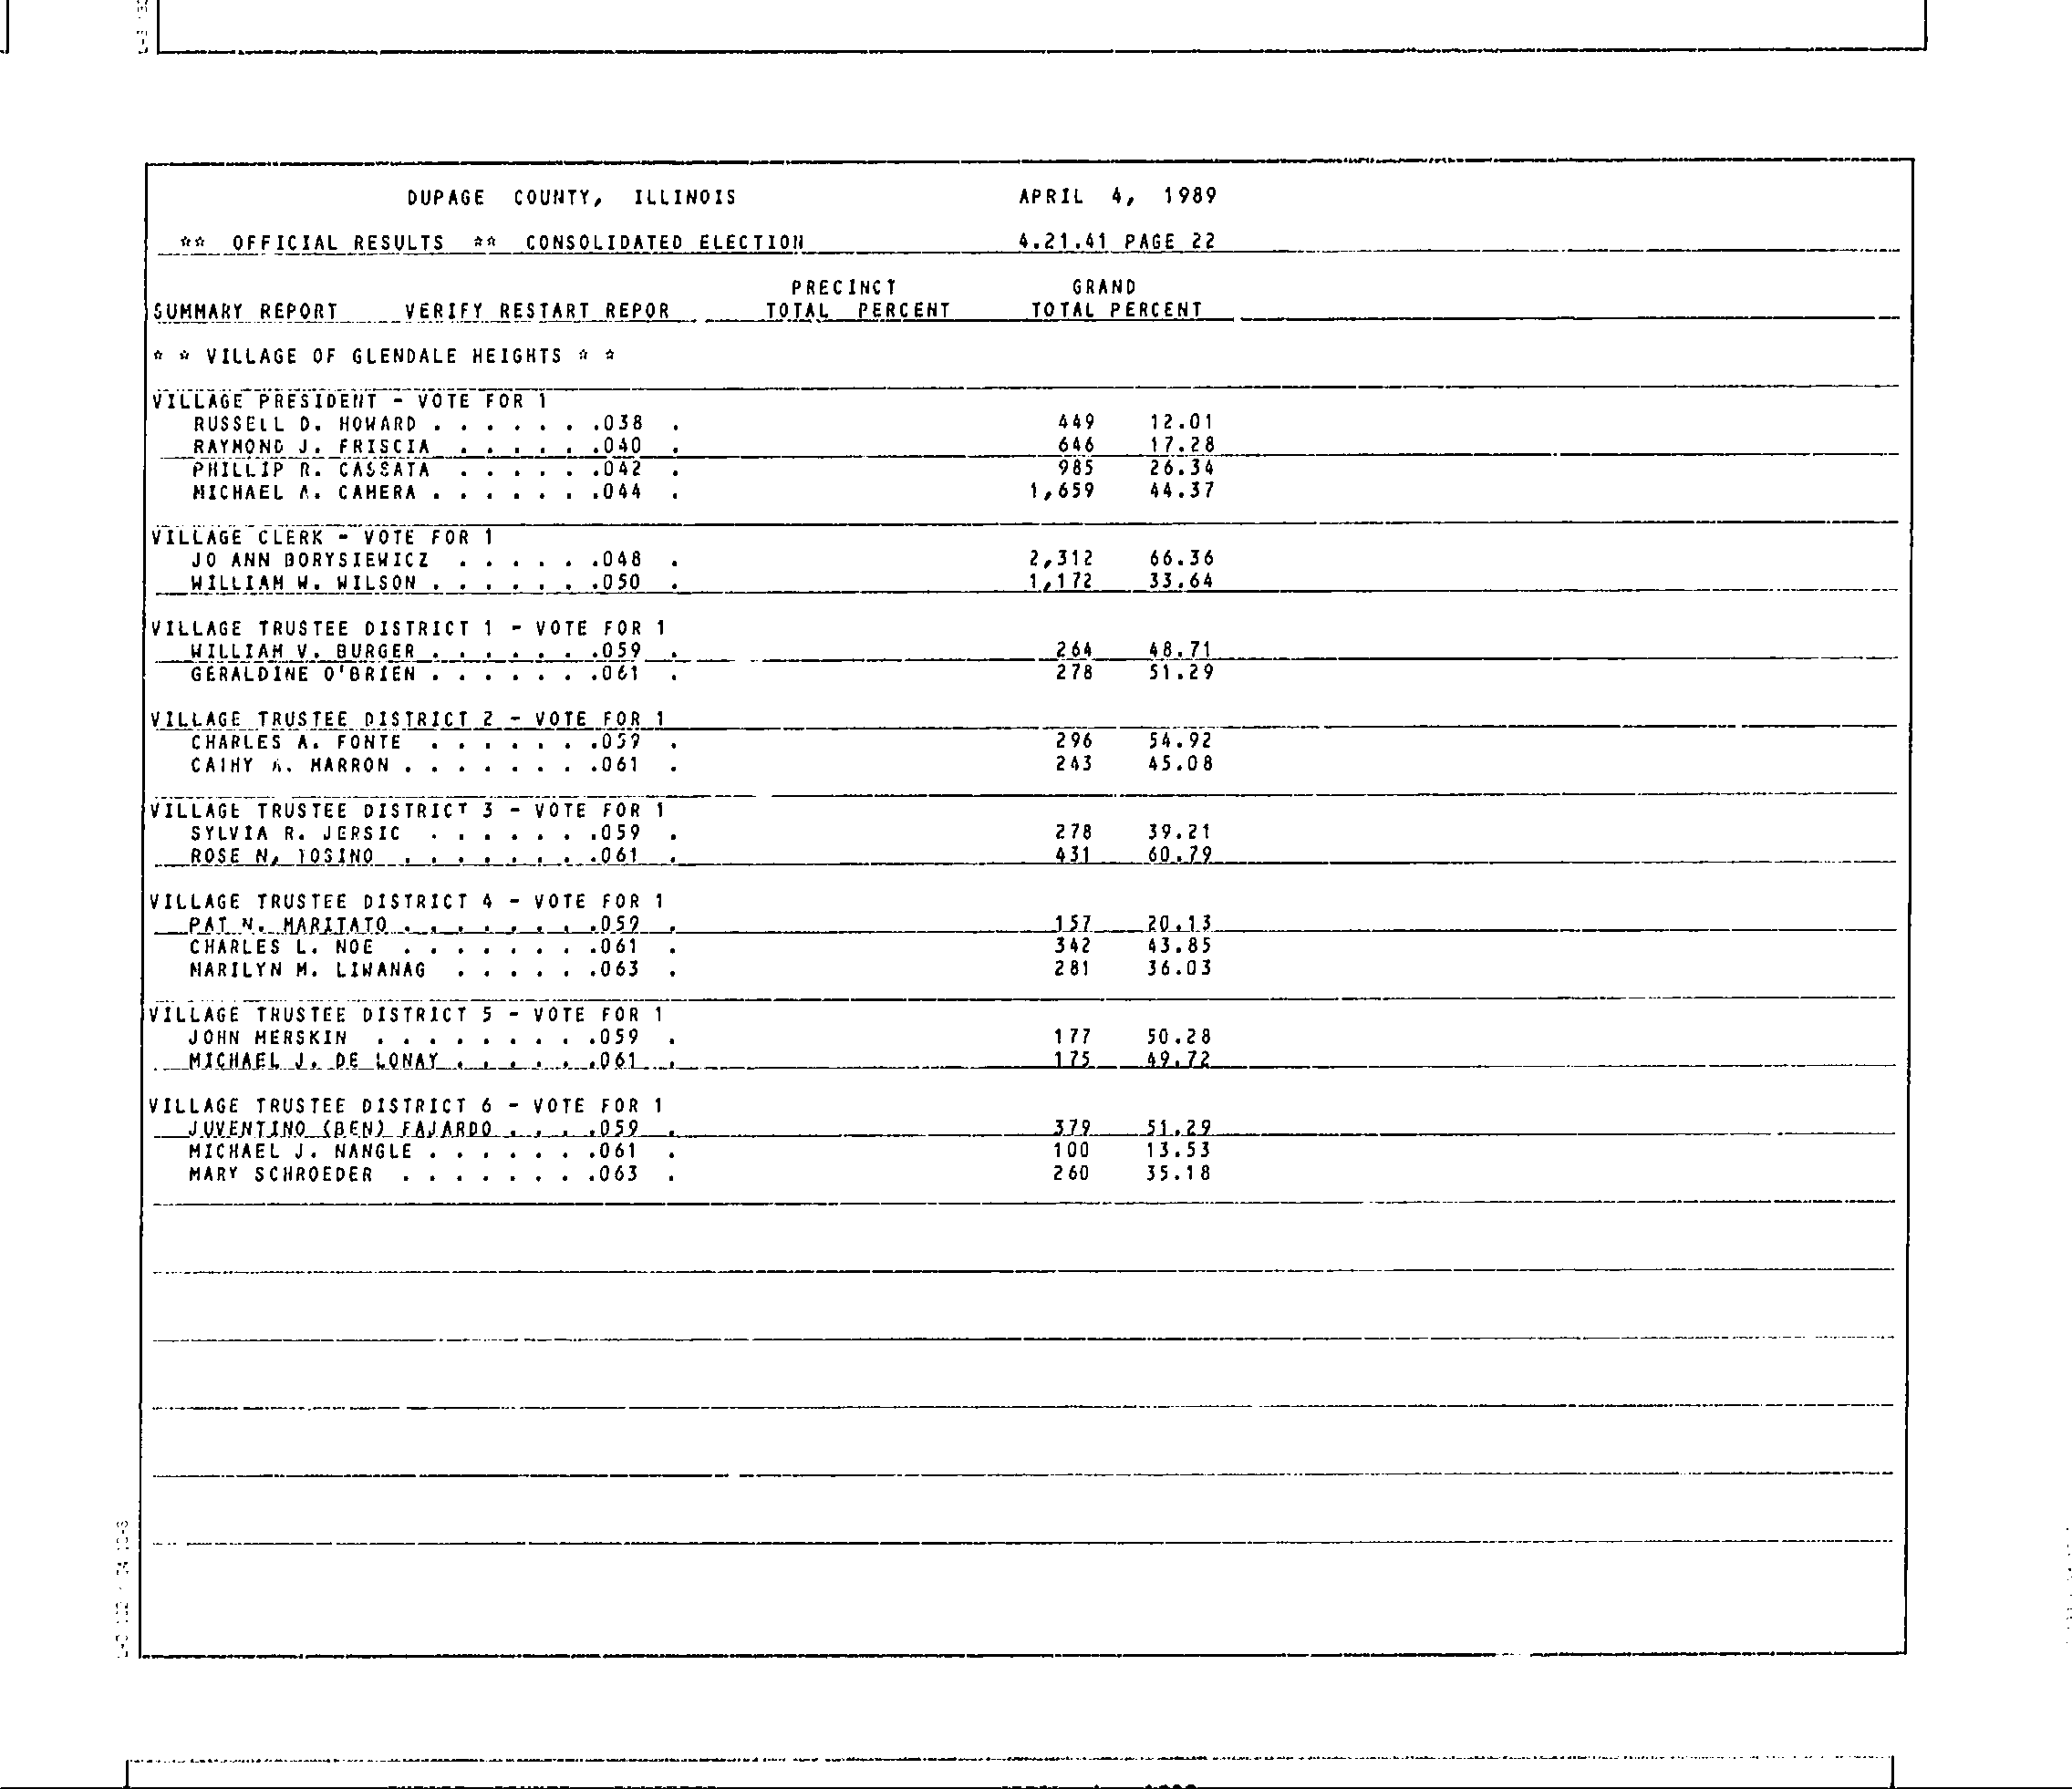 DUPAGE COUNTY, ILLINOIS APRIL 4, 1989
** OFFICIAL RESULTS ** CONSOLIDATED ELECTION 4.21.41 PAGE 22
PRECINCT GRAND
SUMMARY REPORT VERIFY RESTART REPOR TOTAL PERCENT TOTAL PERCENT
* * VILLAGE OF GLENDALE HEIGHTS * *
VILLAGE PRESIDENT - VOTE FOR 1
RUSSELL D. HOWARD . . . . . . .038 . 449 12.01
RAYMOND J. FRISCIA . . . . . .040 . 646 17.28
PHILLIP R. CASSATA . . . . . .042 . 985 26.34
MICHAEL A. CAMERA . . . . . . .044 . 1,659 44.37
VILLAGE CLERK - VOTE FOR 1
JO ANN BORYSIEWICZ . . . . . .048 . 2,312 66.36
WILLIAM W. WILSON . . . . . . .050 . 1,172 33.64
VILLAGE TRUSTEE DISTRICT 1 - VOTE FOR 1
WILLIAM V. BURGER . . . . . . .059 . 264 48.71
GERALDINE O'BRIEN . . . . . . .061 . 278 51.29
VILLAGE TRUSTEE DISTRICT 2 - VOTE FOR 1
CHARLES A. FONTE . . . . . . .059 . 296 54.92
CATHY A. MARRON . . . . . . . .061 . 243 45.08
VILLAGE TRUSTEE DISTRICT 3 - VOTE FOR 1
SYLVIA R. JERSIC . . . . . . .059 . 278 39.21
ROSE N. TOSINO . . . . . . . .061 . 431 60.79
VILLAGE TRUSTEE DISTRICT 4 - VOTE FOR 1
PAT N. MARITATO . . . . . . . .059 . 157 20.13
CHARLES L. NOE . . . . . . . .061 . 342 43.85
MARILYN M. LIWANAG . . . . . .063 . 281 36.03
VILLAGE TRUSTEE DISTRICT 5 - VOTE FOR 1
JOHN MERSKIN . . . . . . . . .059 . 177 50.28
MICHAEL J. DE LONAY . . . . . .061 . 175 49.72
VILLAGE TRUSTEE DISTRICT 6 - VOTE FOR 1
JUVENTINO (BEN) FAJARDO . . . .059 . 379 51.29
MICHAEL J. NANGLE . . . . . . .061 . 100 13.53
MARY SCHROEDER . . . . . . . .063 . 260 35.18